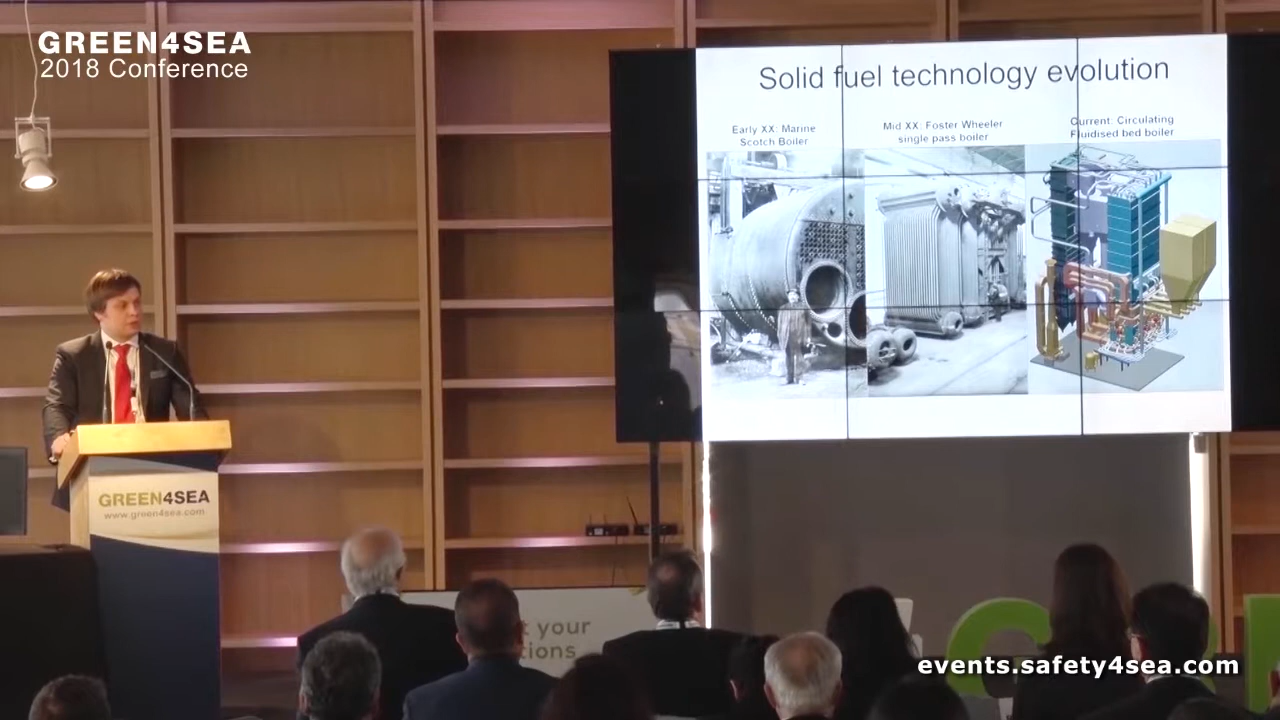 GREEN4SEA
2018 Conference
Solid fuel technology evolution
Early XX: Marine
Scotch Boiler
Mid XX: Foster Wheeler
single pass boiler
Current: Circulating
Fluidised bed boiler
GREEN4SEA
www.green4sea.com
your
events.safety4sea.com